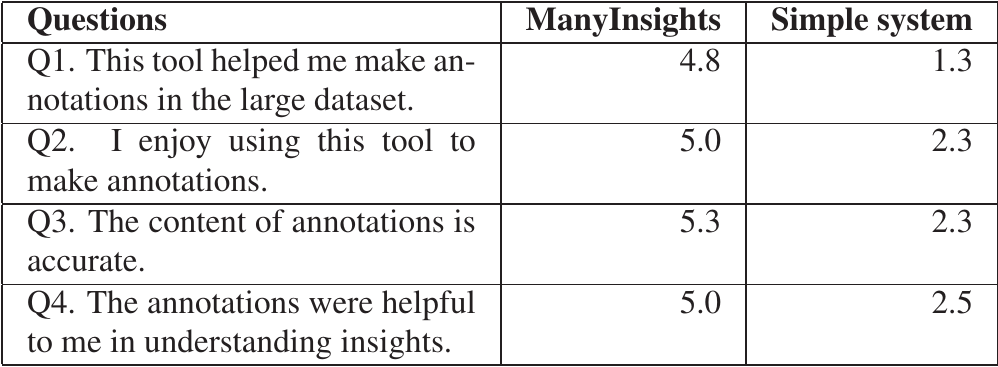 Questions ManyInsights Simple system
Q1. This tool helped me make an- 4.8 1.3
notations in the large dataset.
Q2. I enjoy using this tool to 5.0 2.3
make annotations.
Q3. The content of annotations is 5.3 2.3
accurate.
Q4. The annotations were helpful 5.0 2.5
to me in understanding insights.